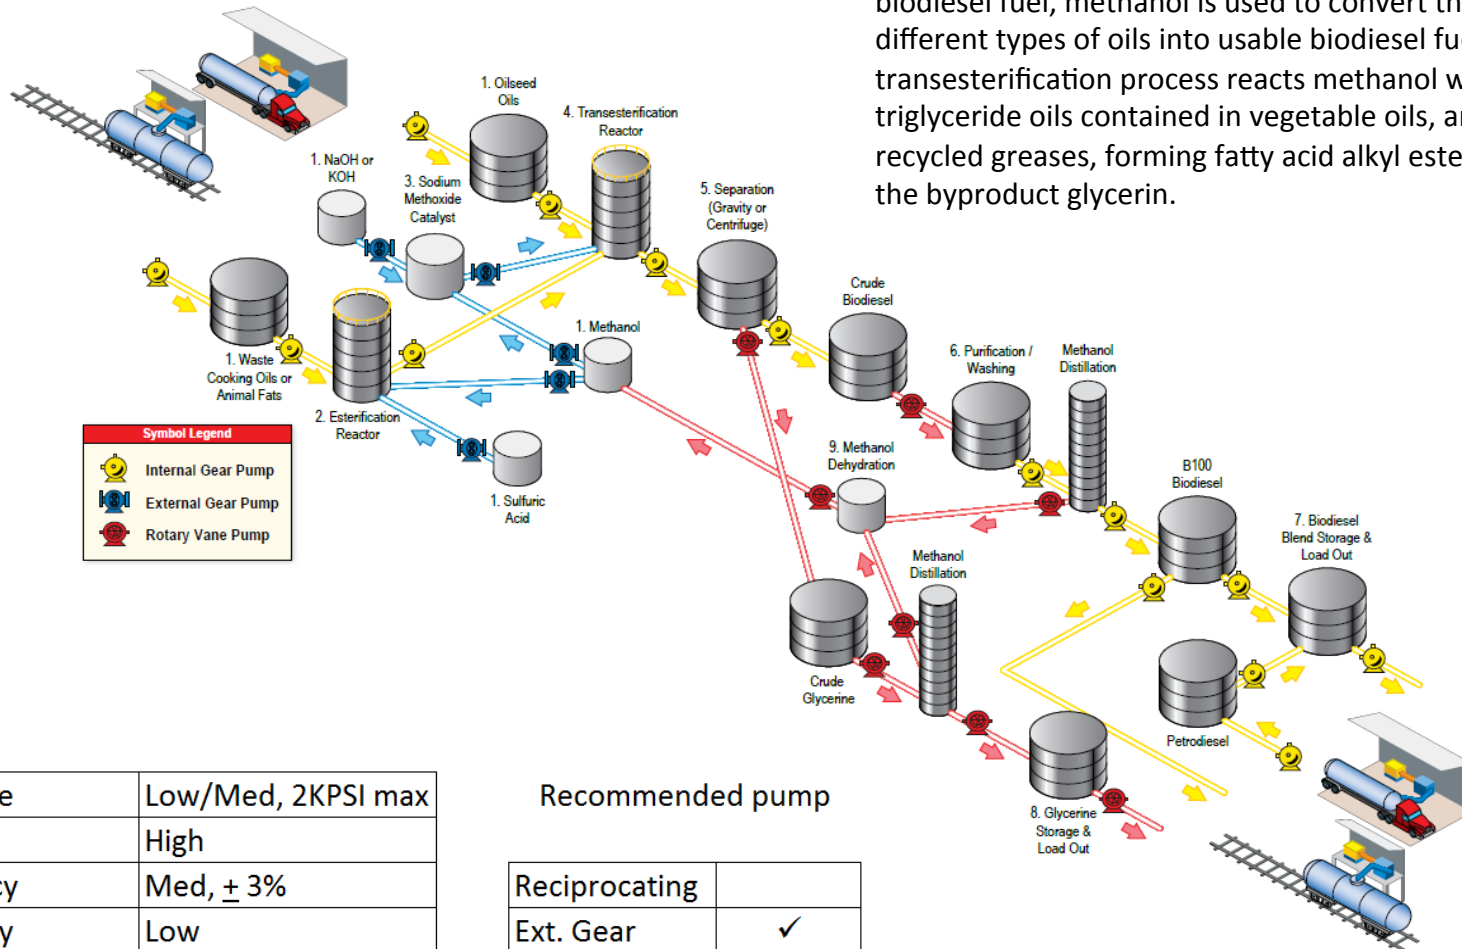 biodiesel fuel, methanol is used to convert
different types of oils into usable biodiesel
transesterification process reacts methanol
triglyceride oils contained in vegetable oils,
recycled greases, forming fatty acid alkyl
the byproduct glycerin.
1. Oilseed
Oils
4. Transesterification
Reactor
1. NaOH or
KOH
3. Sodium
Methoxide
Catalyst
5. Separation
(Gravity or
Centrifuge)
Crude
Biodiesel
1. Methanol
1. Waste
Cooking Oils or
Animal Fats
6. Purification /
Washing
Methanol
Distillation
2. Esterification
Reactor
Symbol Legend
Internal Gear Pump
External Gear Pump
Rotary Vane Pump
9. Methanol
Dehydration
1. Sulfuric
Acid
B100
Biodiesel
7. Biodiesel
Blend Storage &
Load Out
Methanol
Distillation
Crude
Glycerine
Petrodiesel
8. Glycerine
Storage &
Load Out
Low/Med, 2KPSI max
High
Med, ± 3%
Low
Recommended pump
Reciprocating
Ext. Gear ✓